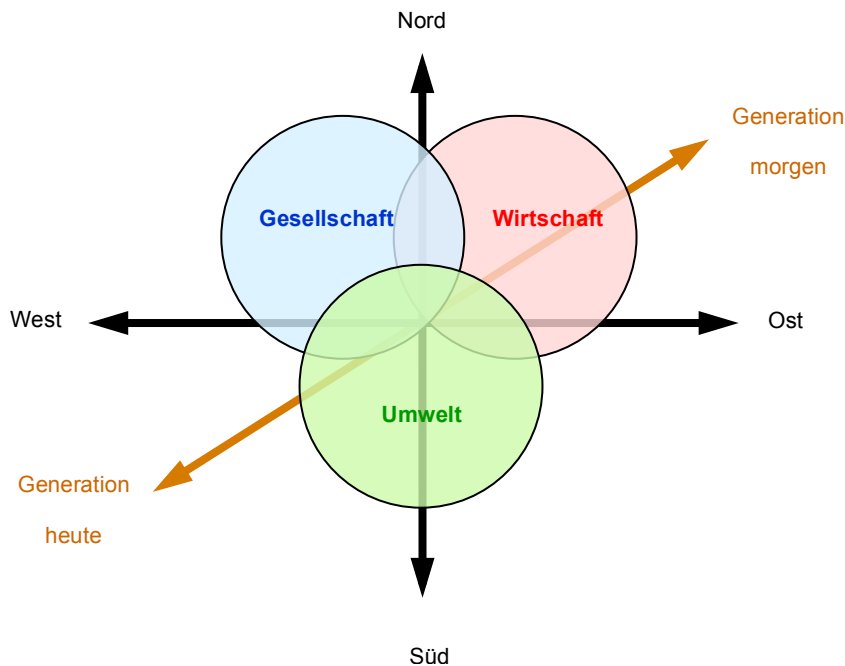 Nord
Generation
morgen
Gesellschaft
Wirtschaft
West
Ost
Umwelt
Generation
heute
Süd